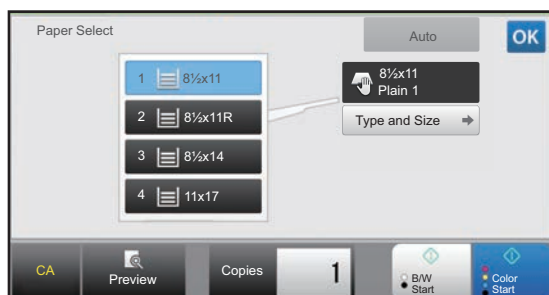 Paper Select
Auto
OK
1 8½x11
2 8½x11R
3 8½x14
4 11x17
8½x11
Plain 1
Type and Size
CA
Preview
Copies
1
B/W
Start
Color
Start